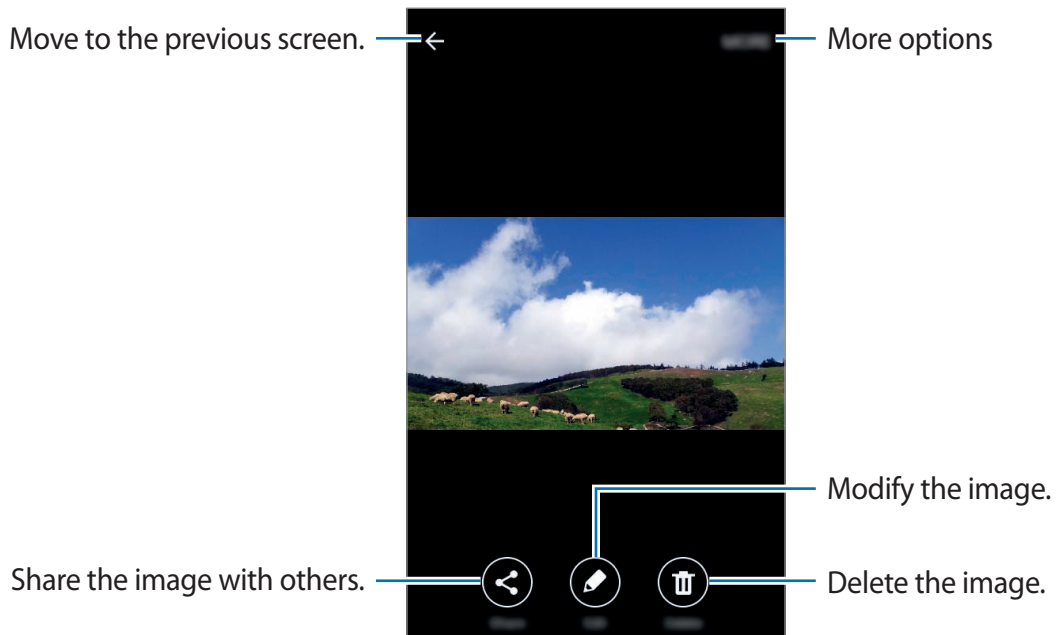 Move to the previous screen.
More options
Modify the image.
Share the image with others.
Delete the image.